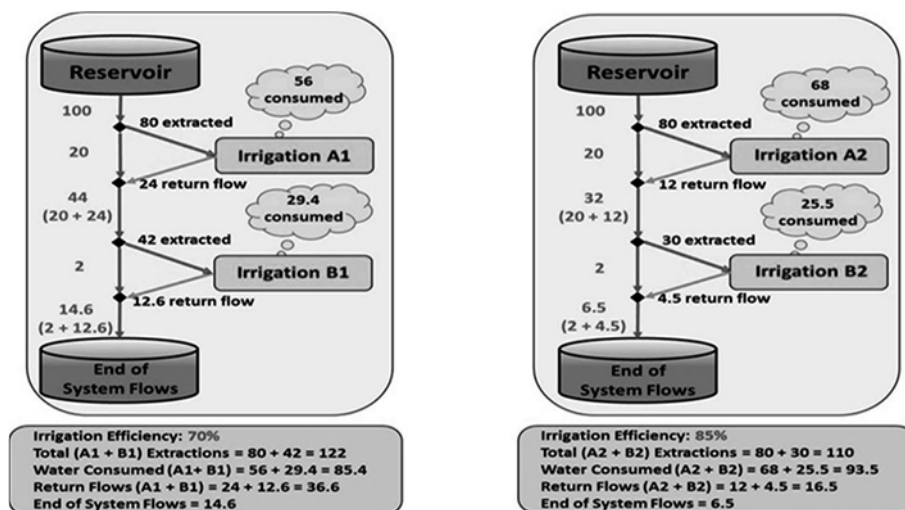 Reservoir
100
80 extracted
56
consumed
20
Irrigation A1
24 return flow
44
(20 + 24)
29.4
consumed
42 extracted
2
Irrigation B1
12.6 return flow
14.6
(2 + 12.6)
End of
System Flows
Irrigation Efficiency: 70%
Total (A1 + B1) Extractions = 80 + 42 = 122
Water Consumed (A1+ B1) = 56 + 29.4 = 85.4
Return Flows (A1 + B1) = 24 + 12.6 = 36.6
End of System Flows = 14.6
Reservoir
100
80 extracted
68
consumed
20
Irrigation A2
12 return flow
32
(20 + 12)
25.5
consumed
30 extracted
2
Irrigation B2
4.5 return flow
6.5
(2 + 4.5)
End of
System Flows
Irrigation Efficiency: 85%
Total (A2 + B2) Extractions = 80 + 30 = 110
Water Consumed (A2 + B2) = 68 + 25.5 = 93.5
Return Flows (A2 + B2) = 12 + 4.5 = 16.5
End of System Flows = 6.5